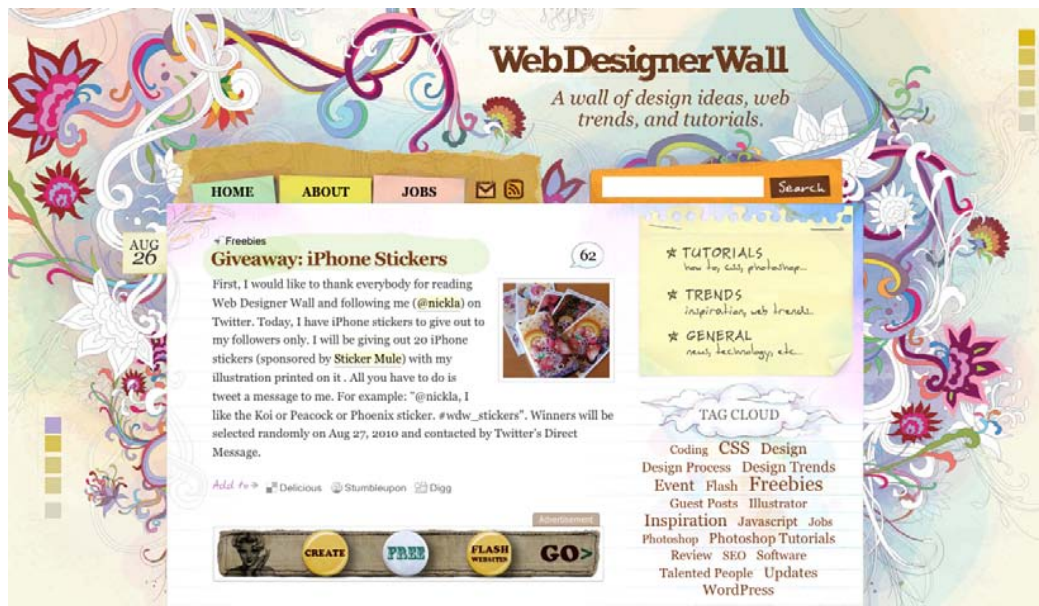 WebDesignerWall
A wall of design ideas, web
trends, and tutorials.
HOME ABOUT JOBS
Search
AUG
26
Freebies
Giveaway: iPhone Stickers
62
First, I would like to thank everybody for reading
Web Designer Wall and following me (@nickla) on
Twitter. Today, I have iPhone stickers to give out to
my followers only. I will be giving out 20 iPhone
stickers (sponsored by Sticker Mule) with my
illustration printed on it . All you have to do is
tweet a message to me. For example: "@nickla, I
like the Koi or Peacock or Phoenix sticker. #wdw_stickers". Winners will be
selected randomly on Aug 27, 2010 and contacted by Twitter's Direct
Message.
Add to Delicious Stumbleupon Digg
Advertisement
CREATE FREE FLASH
WEBSITES
GO>
TUTORIALS
how to, css, photoshop...
TRENDS
inspiration, web trends..
GENERAL
news, technology, etc...
TAG CLOUD
Coding CSS Design
Design Process Design Trends
Event Flash Freebies
Guest Posts Illustrator
Inspiration Javascript Jobs
Photoshop Photoshop Tutorials
Review SEO Software
Talented People Updates
WordPress